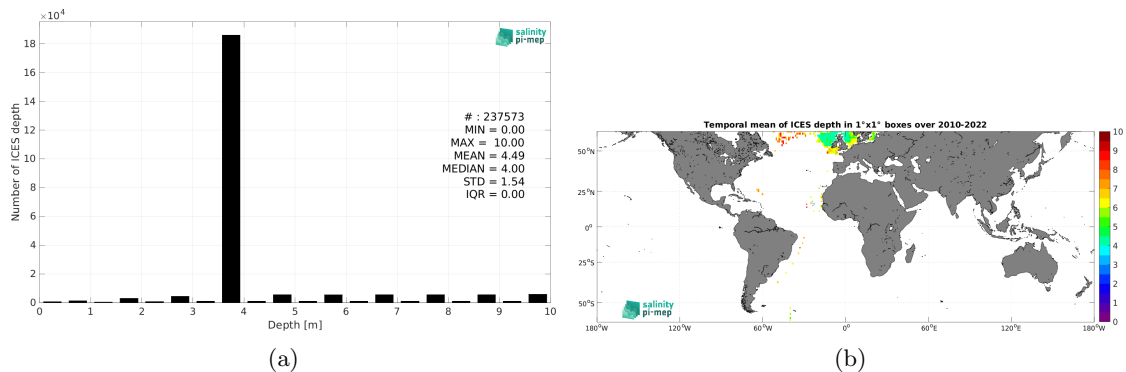 ×10⁴
18
16
14
12
10
8
6
4
2
0
Number of ICES depth
0 1 2 3 4 5 6 7 8 9 10
Depth [m]
salinity
pi-mep
# : 237573
MIN = 0.00
MAX = 10.00
MEAN = 4.49
MEDIAN = 4.00
STD = 1.54
IQR = 0.00
(a)
Temporal mean of ICES depth in 1°x1° boxes over 2010-2022
50°N
25°N
0°
25°S
50°S
180°W 120°W 60°W 0° 60°E 120°E 180°W
salinity
pi-mep
10
9
8
7
6
5
4
3
2
1
0
(b)